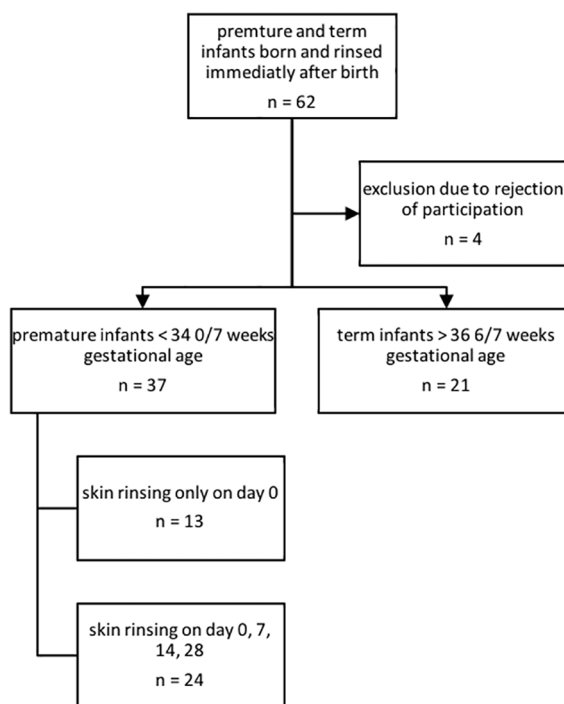 premture and term
infants born and rinsed
immediatly after birth
n = 62
exclusion due to rejection
of participation
n = 4
premature infants < 34 0/7 weeks
gestational age
n = 37
term infants > 36 6/7 weeks
gestational age
n = 21
skin rinsing only on day 0
n = 13
skin rinsing on day 0, 7,
14, 28
n = 24